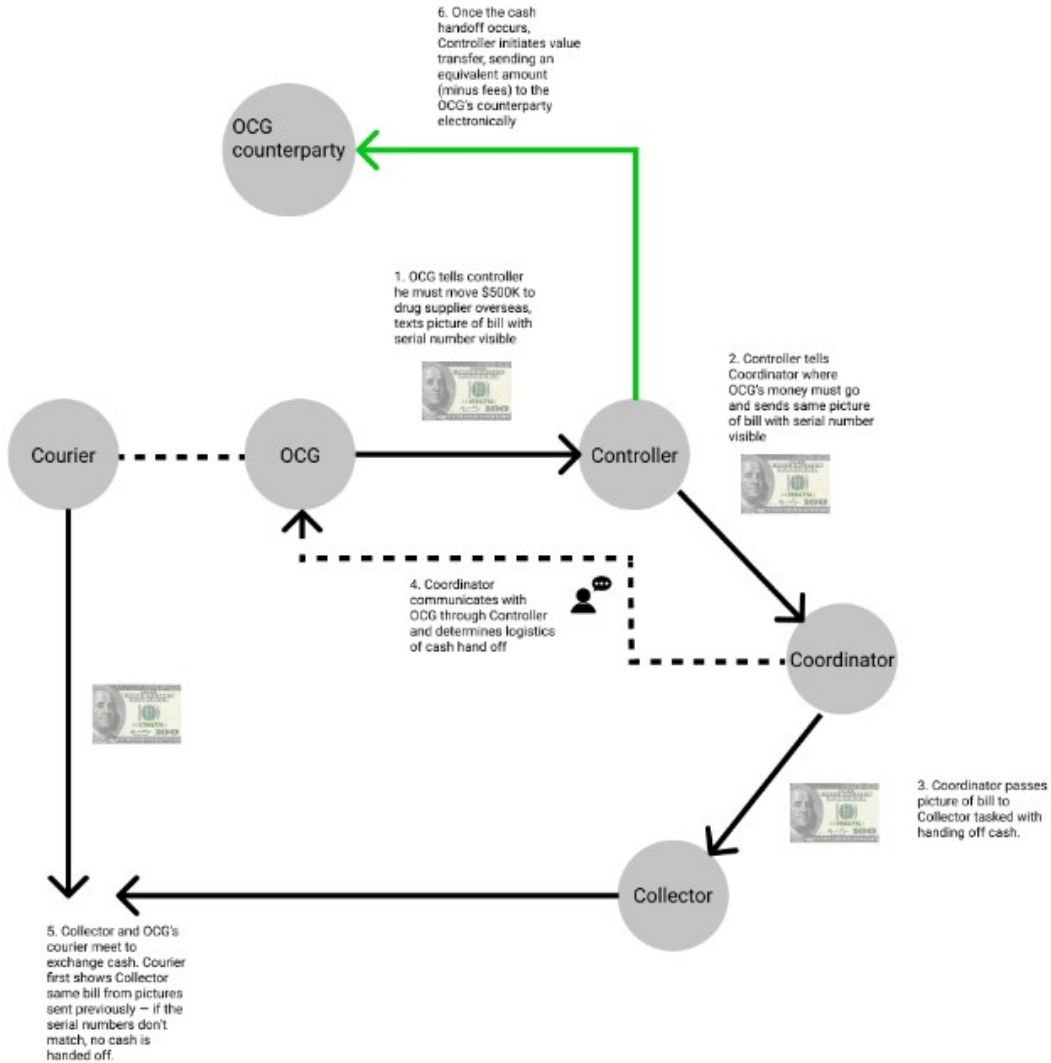 6. Once the cash
handoff occurs,
Controller initiates value
transfer, sending an
equivalent amount
(minus fees) to the
OCG's counterparty
electronically
OCG
counterparty
1. OCG tells controller
he must move $500K to
drug supplier overseas,
texts picture of bill with
serial number visible
2. Controller tells
Coordinator where
OCG's money must go
and sends same picture
of bill with serial number
visible
Courier
OCG
Controller
4. Coordinator
communicates with
OCG through Controller
and determines logistics
of cash hand off
Coordinator
3. Coordinator passes
picture of bill to
Collector tasked with
handing off cash.
Collector
5. Collector and OCG's
courier meet to
exchange cash. Courier
first shows Collector
same bill from pictures
sent previously — if the
serial numbers don't
match, no cash is
handed off.